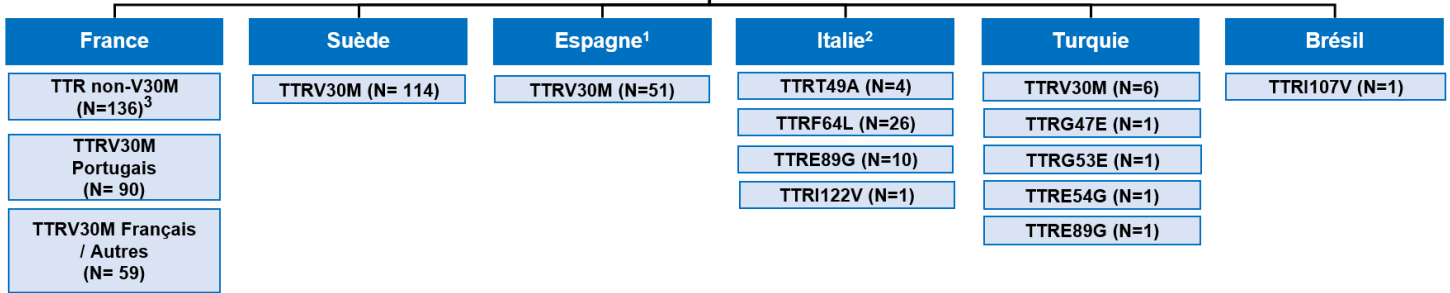 France
TTR non-V30M
(N=136)³
TTRV30M
Portugais
(N= 90)
TTRV30M Français
/ Autres
(N= 59)
Suède
TTRV30M (N= 114)
Espagne¹
TTRV30M (N=51)
Italie²
TTRT49A (N=4)
TTRF64L (N=26)
TTRE89G (N=10)
TTRI122V (N=1)
Turquie
TTRV30M (N=6)
TTRG47E (N=1)
TTRG53E (N=1)
TTRE54G (N=1)
TTRE89G (N=1)
Brésil
TTRI107V (N=1)